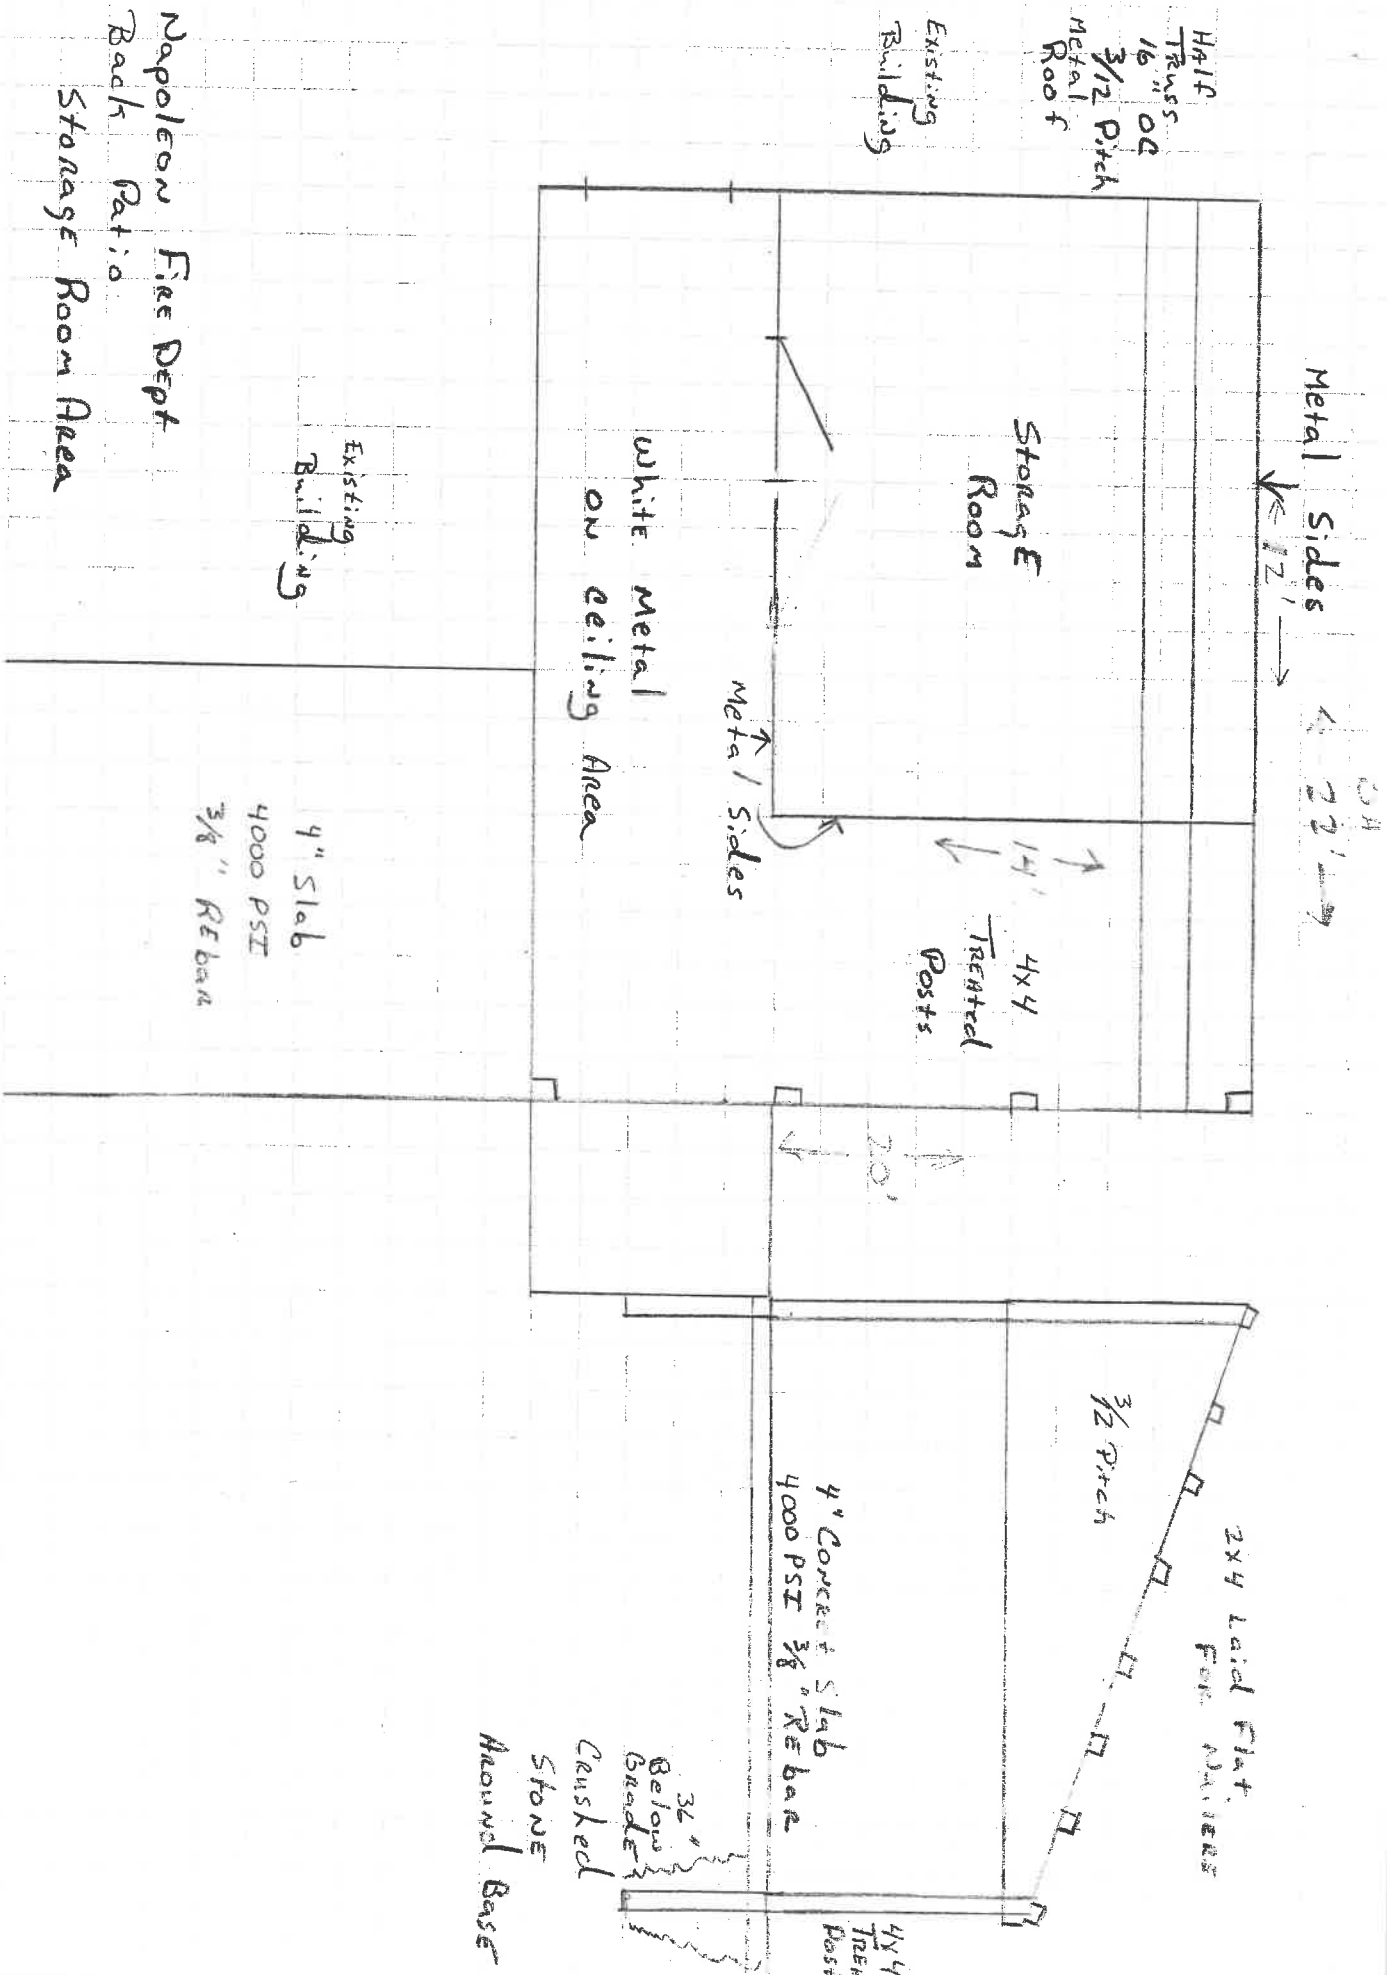 Metal Sides
← 12' →
OA
← 22' →
Half
Truss
16" OC
3/12 Pitch
Metal
Roof
Existing
Building
Storage
Room
14'
4x4
Treated
Posts
Metal Sides
White Metal
on Ceiling Area
20'
Existing
Building
4" Slab
4000 PSI
3/8" Rebar
Napoleon Fire Dept
Back Patio
Storage Room Area
2x4 Laid Flat
For Nailers
3/12 Pitch
4" Concret Slab
4000 PSI 3/8" Rebar
36"
Below
Grade
Crushed
Stone
Around Base
4x4